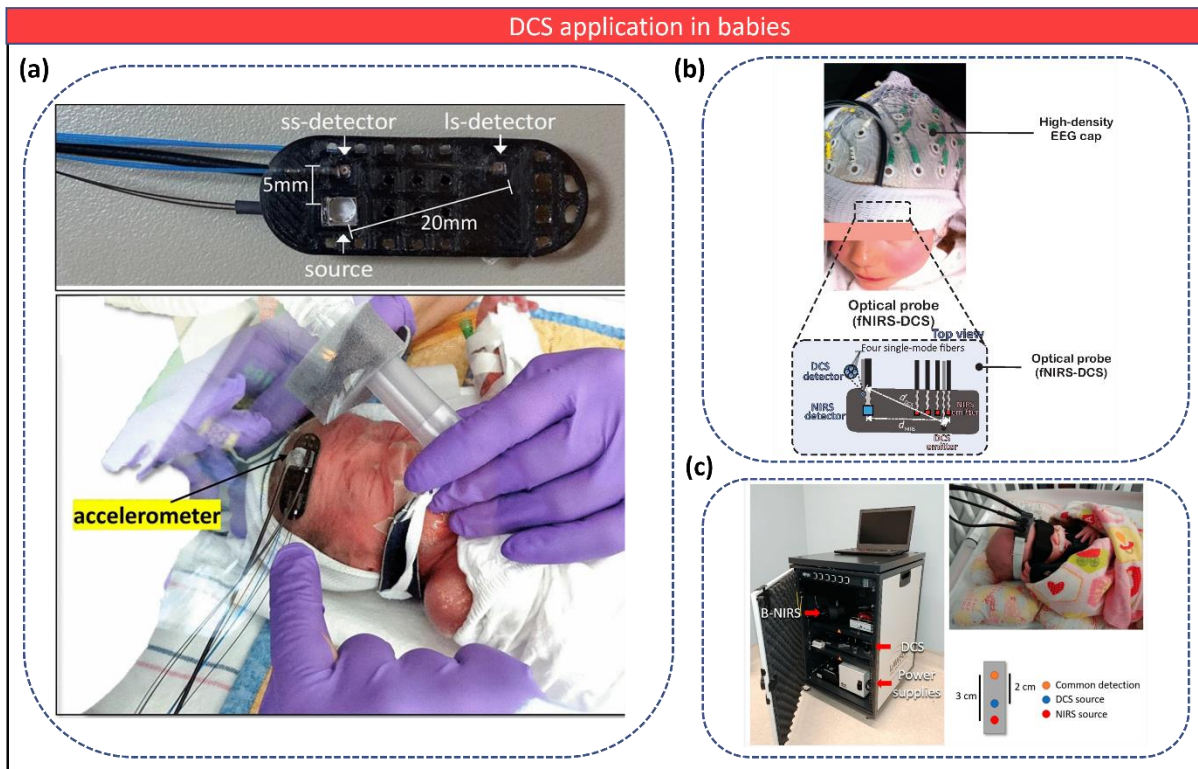 DCS application in babies
(a)
ss-detector
ls-detector
5mm
20mm
source
accelerometer
(b)
High-density
EEG cap
Optical probe
(fNIRS-DCS)
Top view
Four single-mode fibers
DCS
detector
NIRS
detector
NIRS
emitter
DCS
emitter
Optical probe
(fNIRS-DCS)
(c)
B-NIRS
DCS
Power
supplies
3 cm
2 cm
Common detection
DCS source
NIRS source